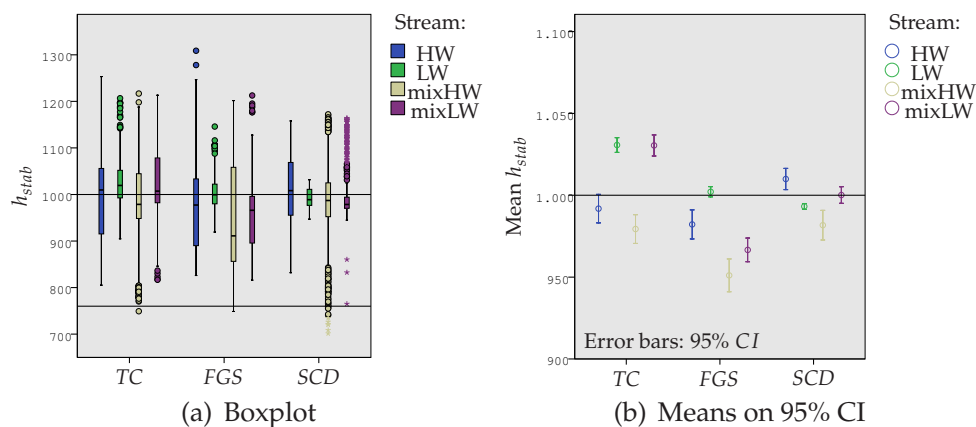 Stream:
HW
LW
mixHW
mixLW
1300
1200
1100
1000
900
800
700
h_stab
TC
FGS
SCD
(a) Boxplot
Stream:
HW
LW
mixHW
mixLW
1.100
1.050
1.000
950
900
Mean h_stab
Error bars: 95% CI
TC
FGS
SCD
(b) Means on 95% CI